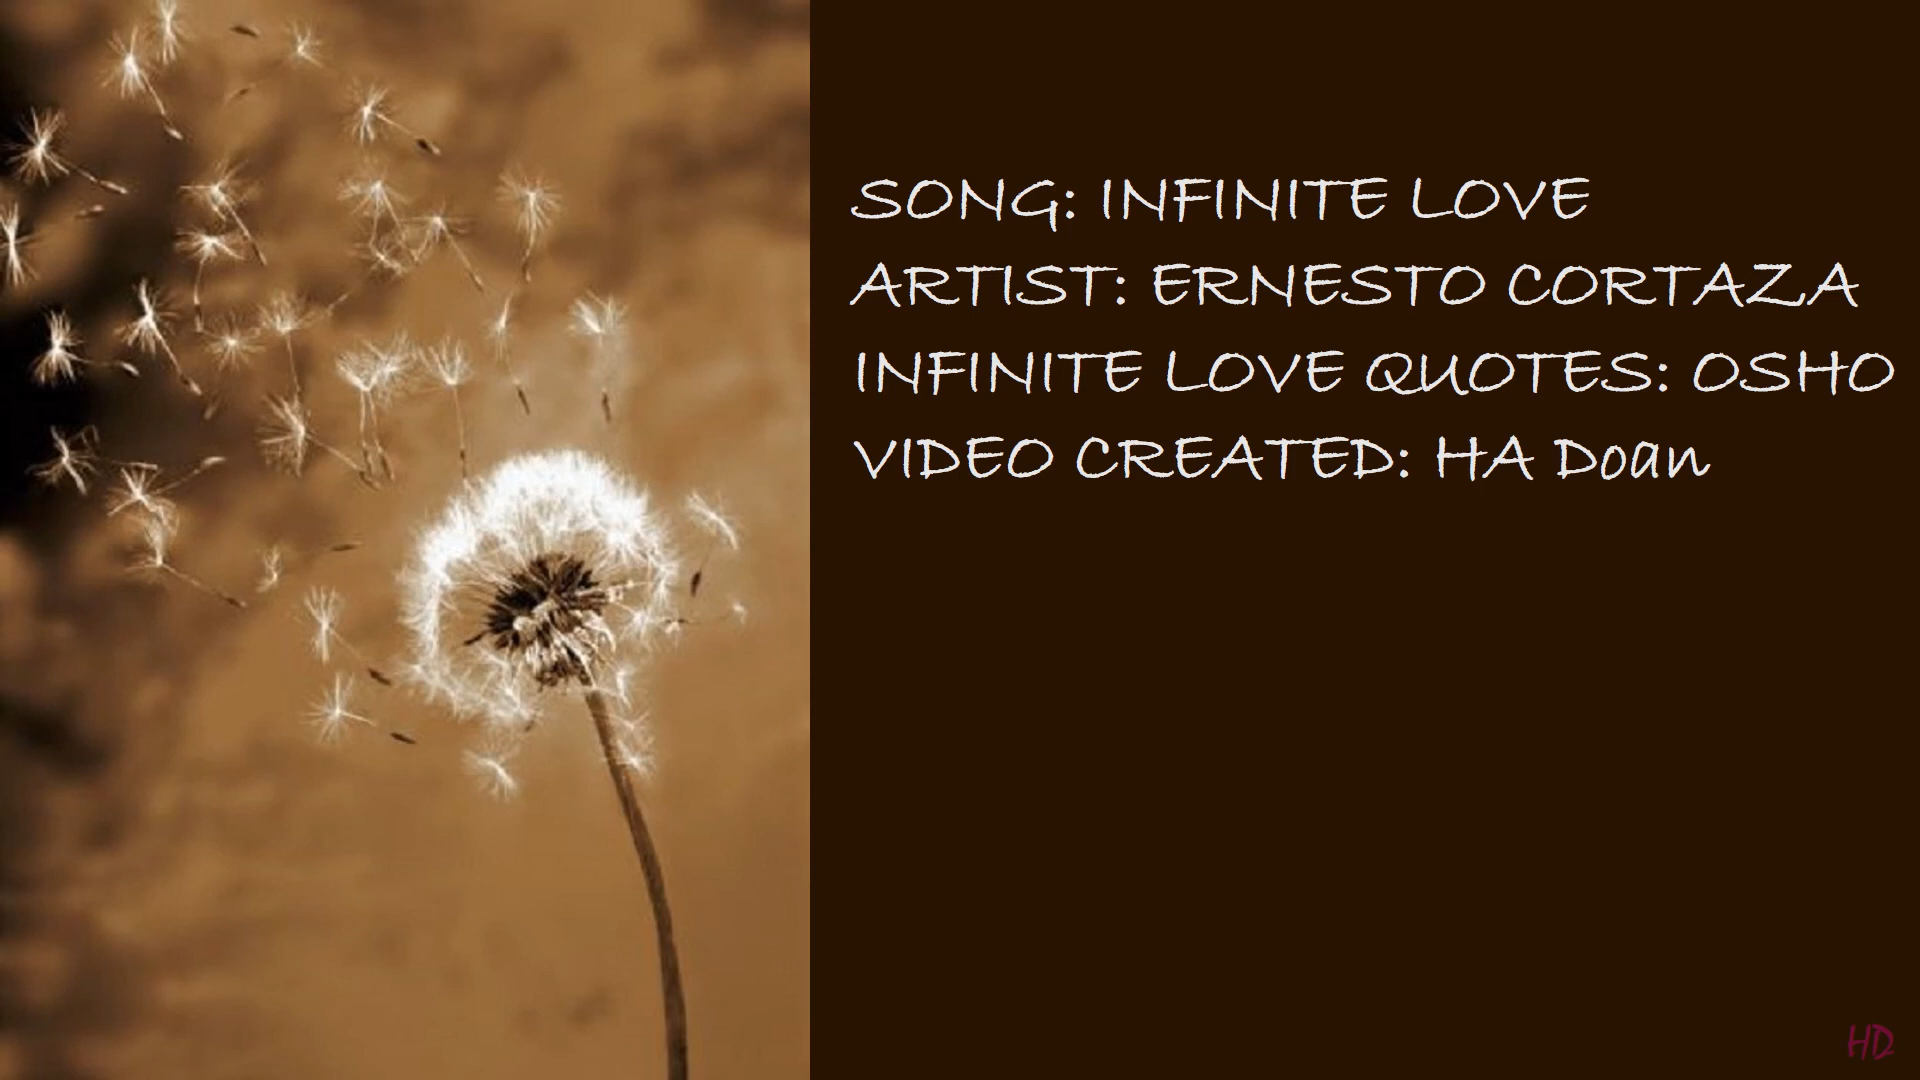 SONG: INFINITE LOVE
ARTIST: ERNESTO CORTAZA
INFINITE LOVE QUOTES: OSHO
VIDEO CREATED: HA Doan
HD